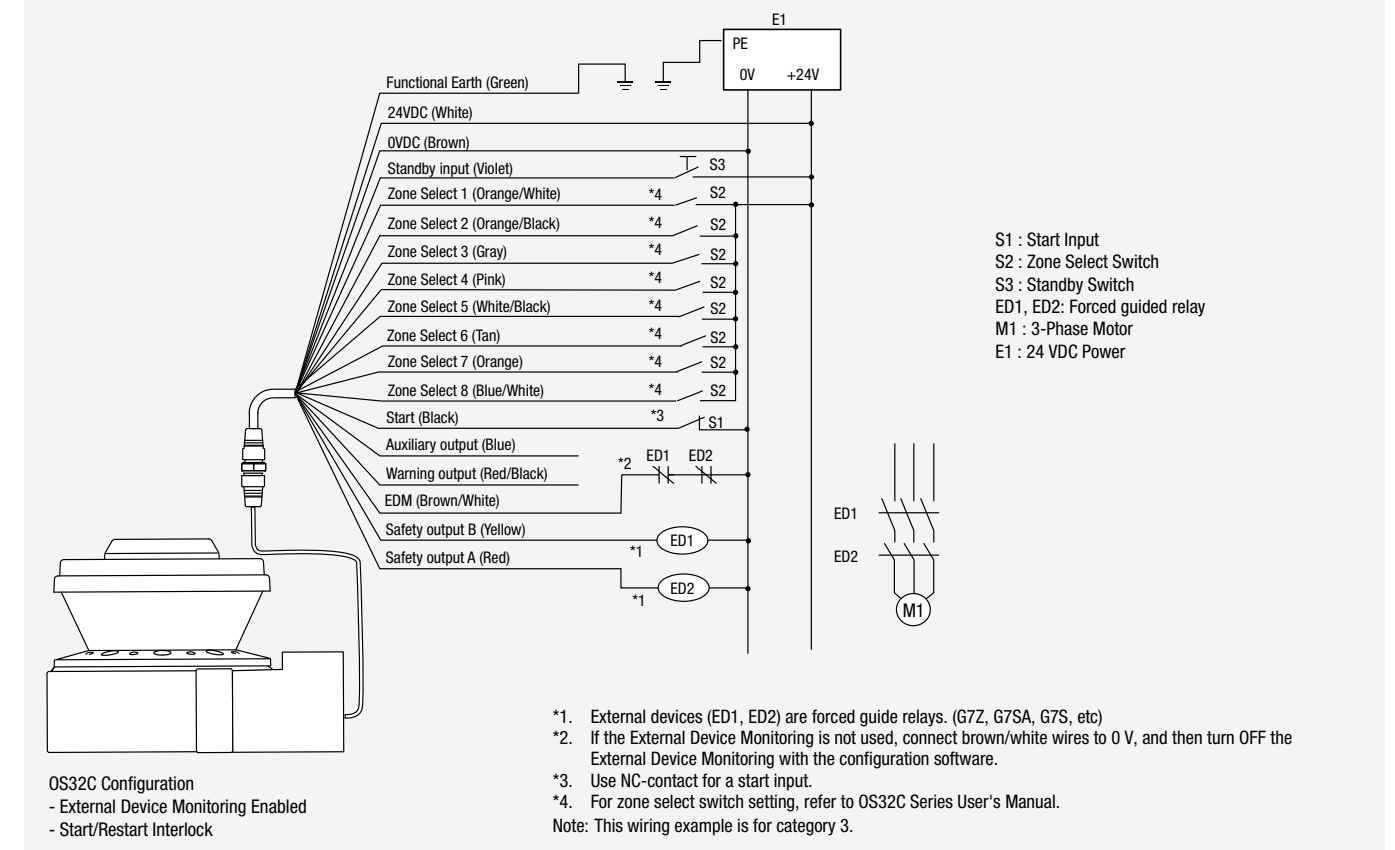 E1
PE
0V +24V
Functional Earth (Green)
24VDC (White)
0VDC (Brown)
Standby input (Violet) S3
Zone Select 1 (Orange/White) *4 S2
Zone Select 2 (Orange/Black) *4 S2
Zone Select 3 (Gray) *4 S2
Zone Select 4 (Pink) *4 S2
Zone Select 5 (White/Black) *4 S2
Zone Select 6 (Tan) *4 S2
Zone Select 7 (Orange) *4 S2
Zone Select 8 (Blue/White) *4 S2
Start (Black) *3 S1
Auxiliary output (Blue)
Warning output (Red/Black) *2 ED1 ED2
EDM (Brown/White)
Safety output B (Yellow) *1 ED1
Safety output A (Red) *1 ED2
S1 : Start Input
S2 : Zone Select Switch
S3 : Standby Switch
ED1, ED2: Forced guided relay
M1 : 3-Phase Motor
E1 : 24 VDC Power
ED1
ED2
M1
OS32C Configuration
- External Device Monitoring Enabled
- Start/Restart Interlock
*1. External devices (ED1, ED2) are forced guide relays. (G7Z, G7SA, G7S, etc)
*2. If the External Device Monitoring is not used, connect brown/white wires to 0 V, and then turn OFF the
External Device Monitoring with the configuration software.
*3. Use NC-contact for a start input.
*4. For zone select switch setting, refer to OS32C Series User's Manual.
Note: This wiring example is for category 3.